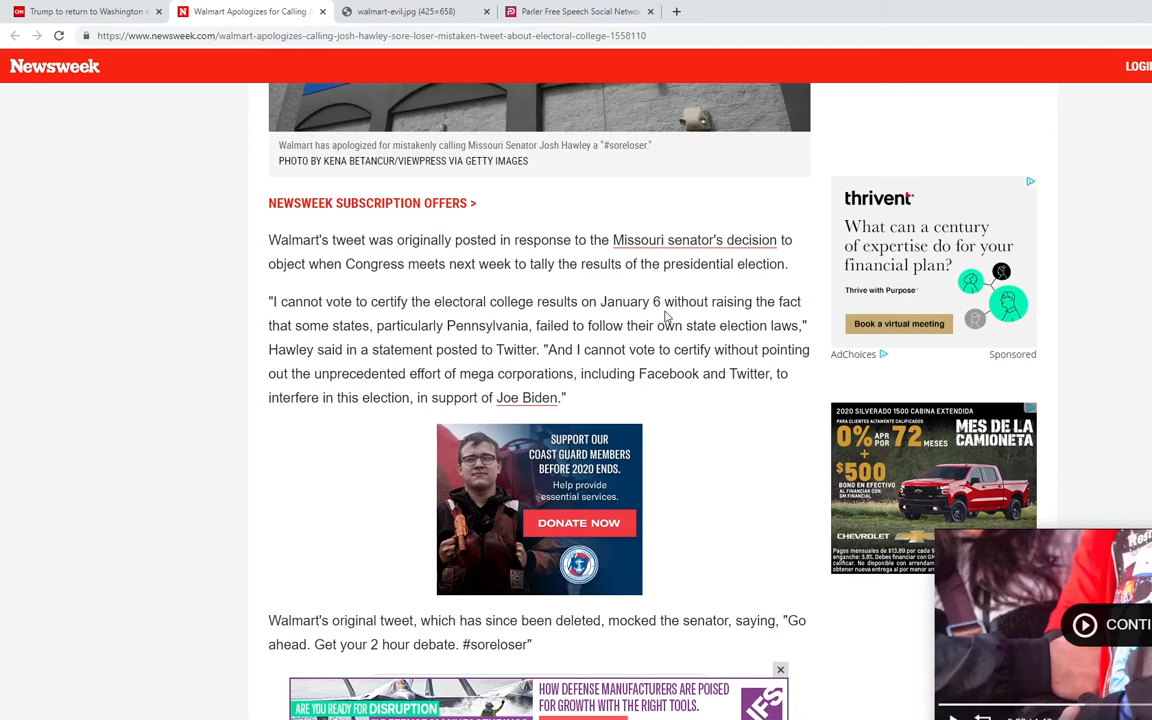 Trump to return to Washington e
Walmart Apologizes for Calling J
walmart-evil.jpg (425×658)
Parler Free Speech Social Networ
https://www.newsweek.com/walmart-apologizes-calling-josh-hawley-sore-loser-mistaken-tweet-about-electoral-college-1558110
Newsweek
LOGI
Walmart has apologized for mistakenly calling Missouri Senator Josh Hawley a "#soreloser."
PHOTO BY KENA BETANCUR/VIEWPRESS VIA GETTY IMAGES
NEWSWEEK SUBSCRIPTION OFFERS >
Walmart's tweet was originally posted in response to the Missouri senator's decision to
object when Congress meets next week to tally the results of the presidential election.
"I cannot vote to certify the electoral college results on January 6 without raising the fact
that some states, particularly Pennsylvania, failed to follow their own state election laws,"
Hawley said in a statement posted to Twitter. "And I cannot vote to certify without pointing
out the unprecedented effort of mega corporations, including Facebook and Twitter, to
interfere in this election, in support of Joe Biden."
SUPPORT OUR
COAST GUARD MEMBERS
BEFORE 2020 ENDS.
Help provide
essential services.
DONATE NOW
Walmart's original tweet, which has since been deleted, mocked the senator, saying, "Go
ahead. Get your 2 hour debate. #soreloser"
ARE YOU READY FOR DISRUPTION
HOW DEFENSE MANUFACTURERS ARE POISED
FOR GROWTH WITH THE RIGHT TOOLS.
IFS
thrivent
What can a century
of expertise do for your
financial plan?
Thrive with Purpose
Book a virtual meeting
AdChoices
Sponsored
2020 SILVERADO 1500 CABINA EXTENDIDA
PARA CLIENTES ALTAMENTE CALIFICADOS
0% APR POR 72 MESES
+
$500
BONO EN EFECTIVO
AL FINANCIAR CON
GM FINANCIAL
MES DE LA
CAMIONETA
CHEVROLET
CONTI